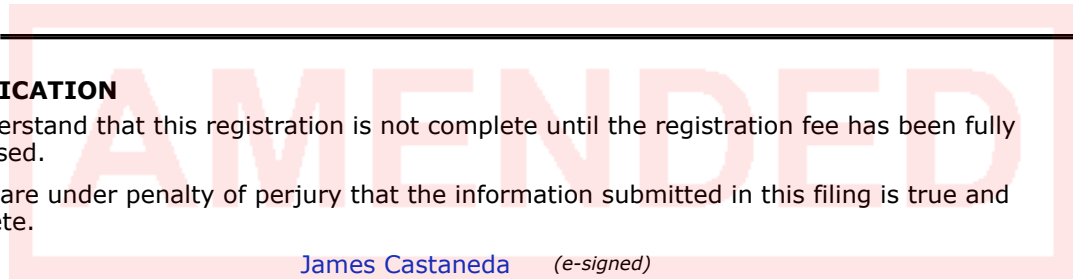 AMENDED
ICATION
erstand that this registration is not complete until the registration fee has been fully
sed.
are under penalty of perjury that the information submitted in this filing is true and
ete.
James Castaneda (e-signed)